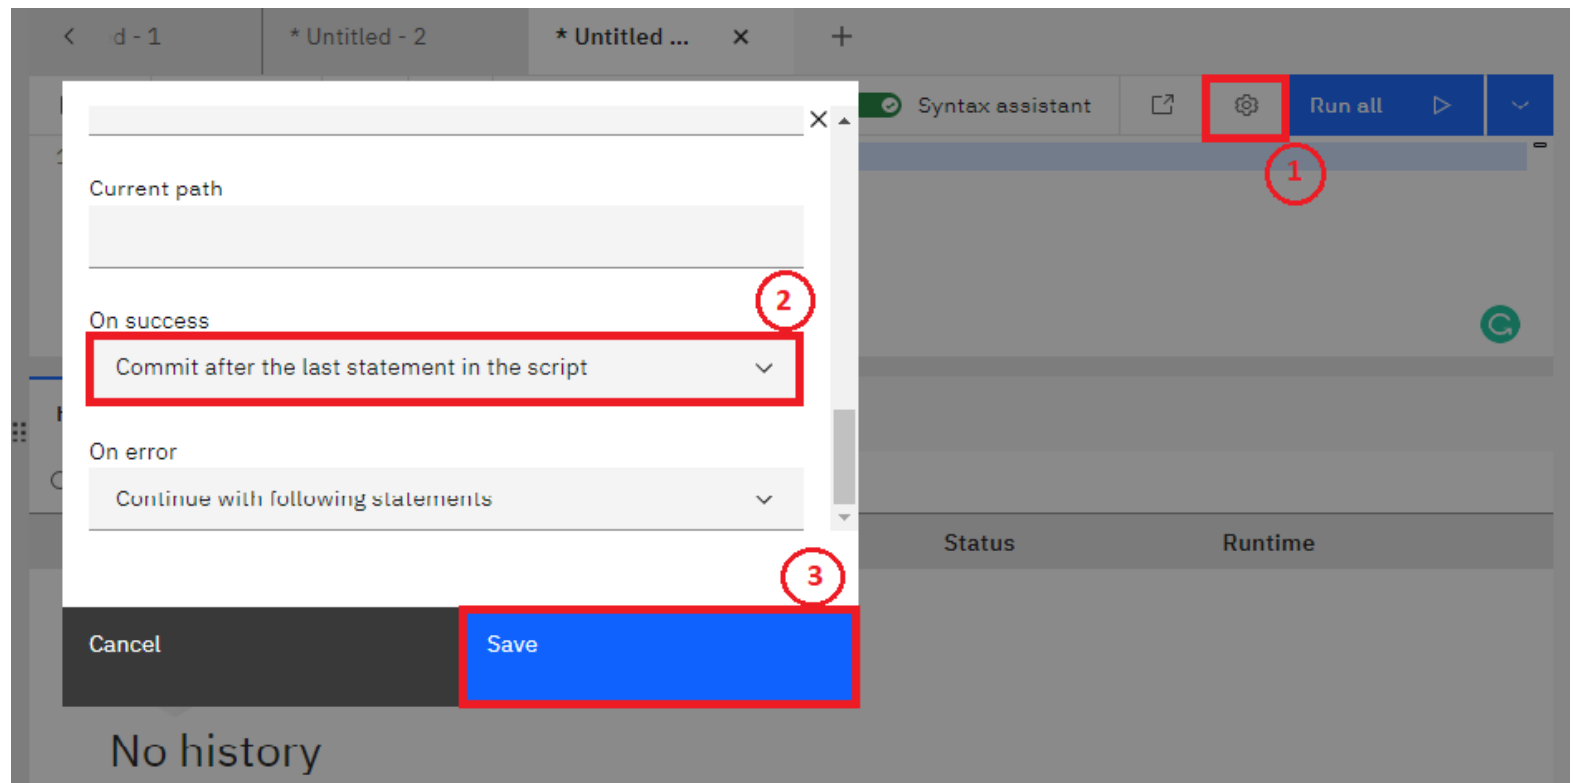 d - 1
* Untitled - 2
* Untitled ...
Syntax assistant
Run all
1
Current path
2
On success
Commit after the last statement in the script
On error
Continue with following statements
Status
Runtime
3
Cancel
Save
No history